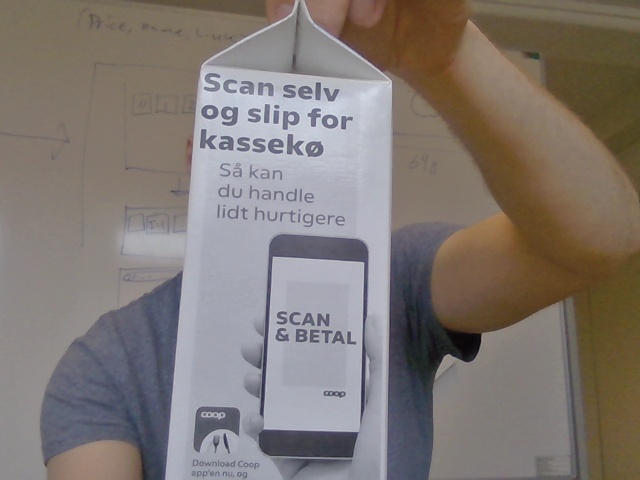 Scan selv
og slip for
kassekø
Så kan
du handle
lidt hurtigere
SCAN
& BETAL
coop
coop
Download Coop
app'en nu, og